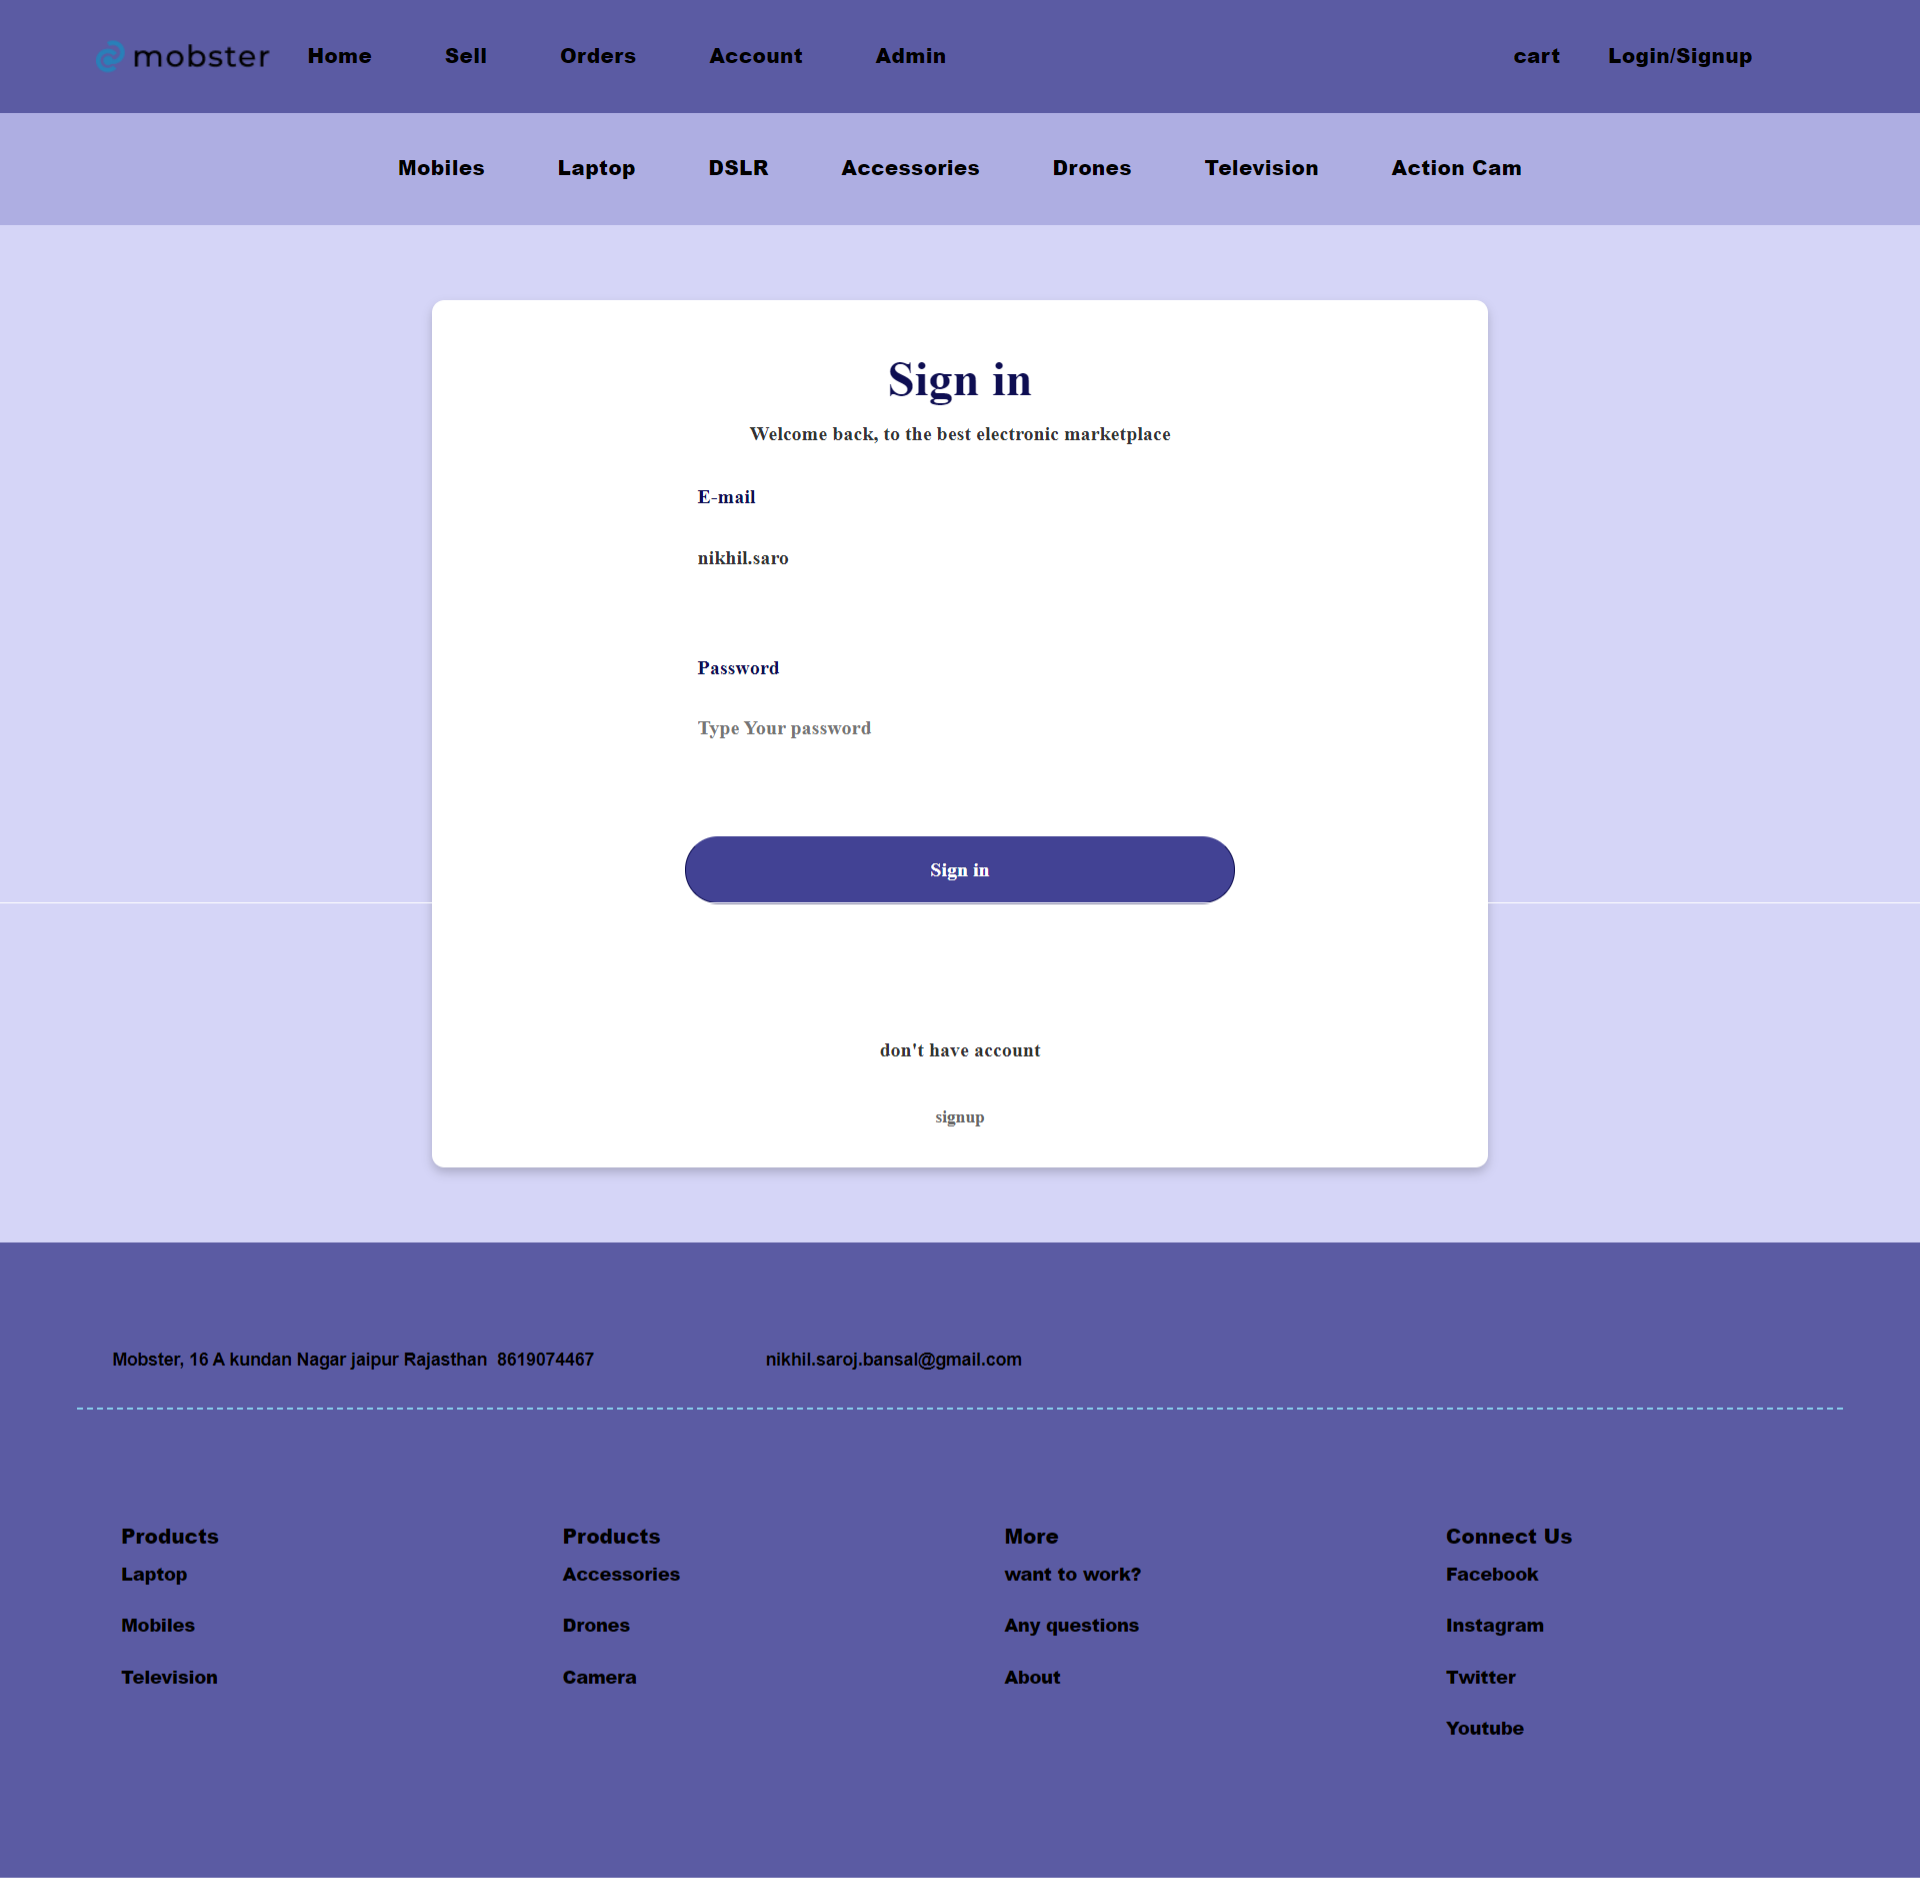 mobster Home Sell Orders Account Admin cart Login/Signup
Mobiles Laptop DSLR Accessories Drones Television Action Cam
Sign in
Welcome back, to the best electronic marketplace
E-mail
nikhil.saro
Password
Type Your password
Sign in
don't have account
signup
Mobster, 16 A kundan Nagar jaipur Rajasthan 8619074467 nikhil.saroj.bansal@gmail.com
Products Products More Connect Us
Laptop Accessories want to work? Facebook
Mobiles Drones Any questions Instagram
Television Camera About Twitter
Youtube